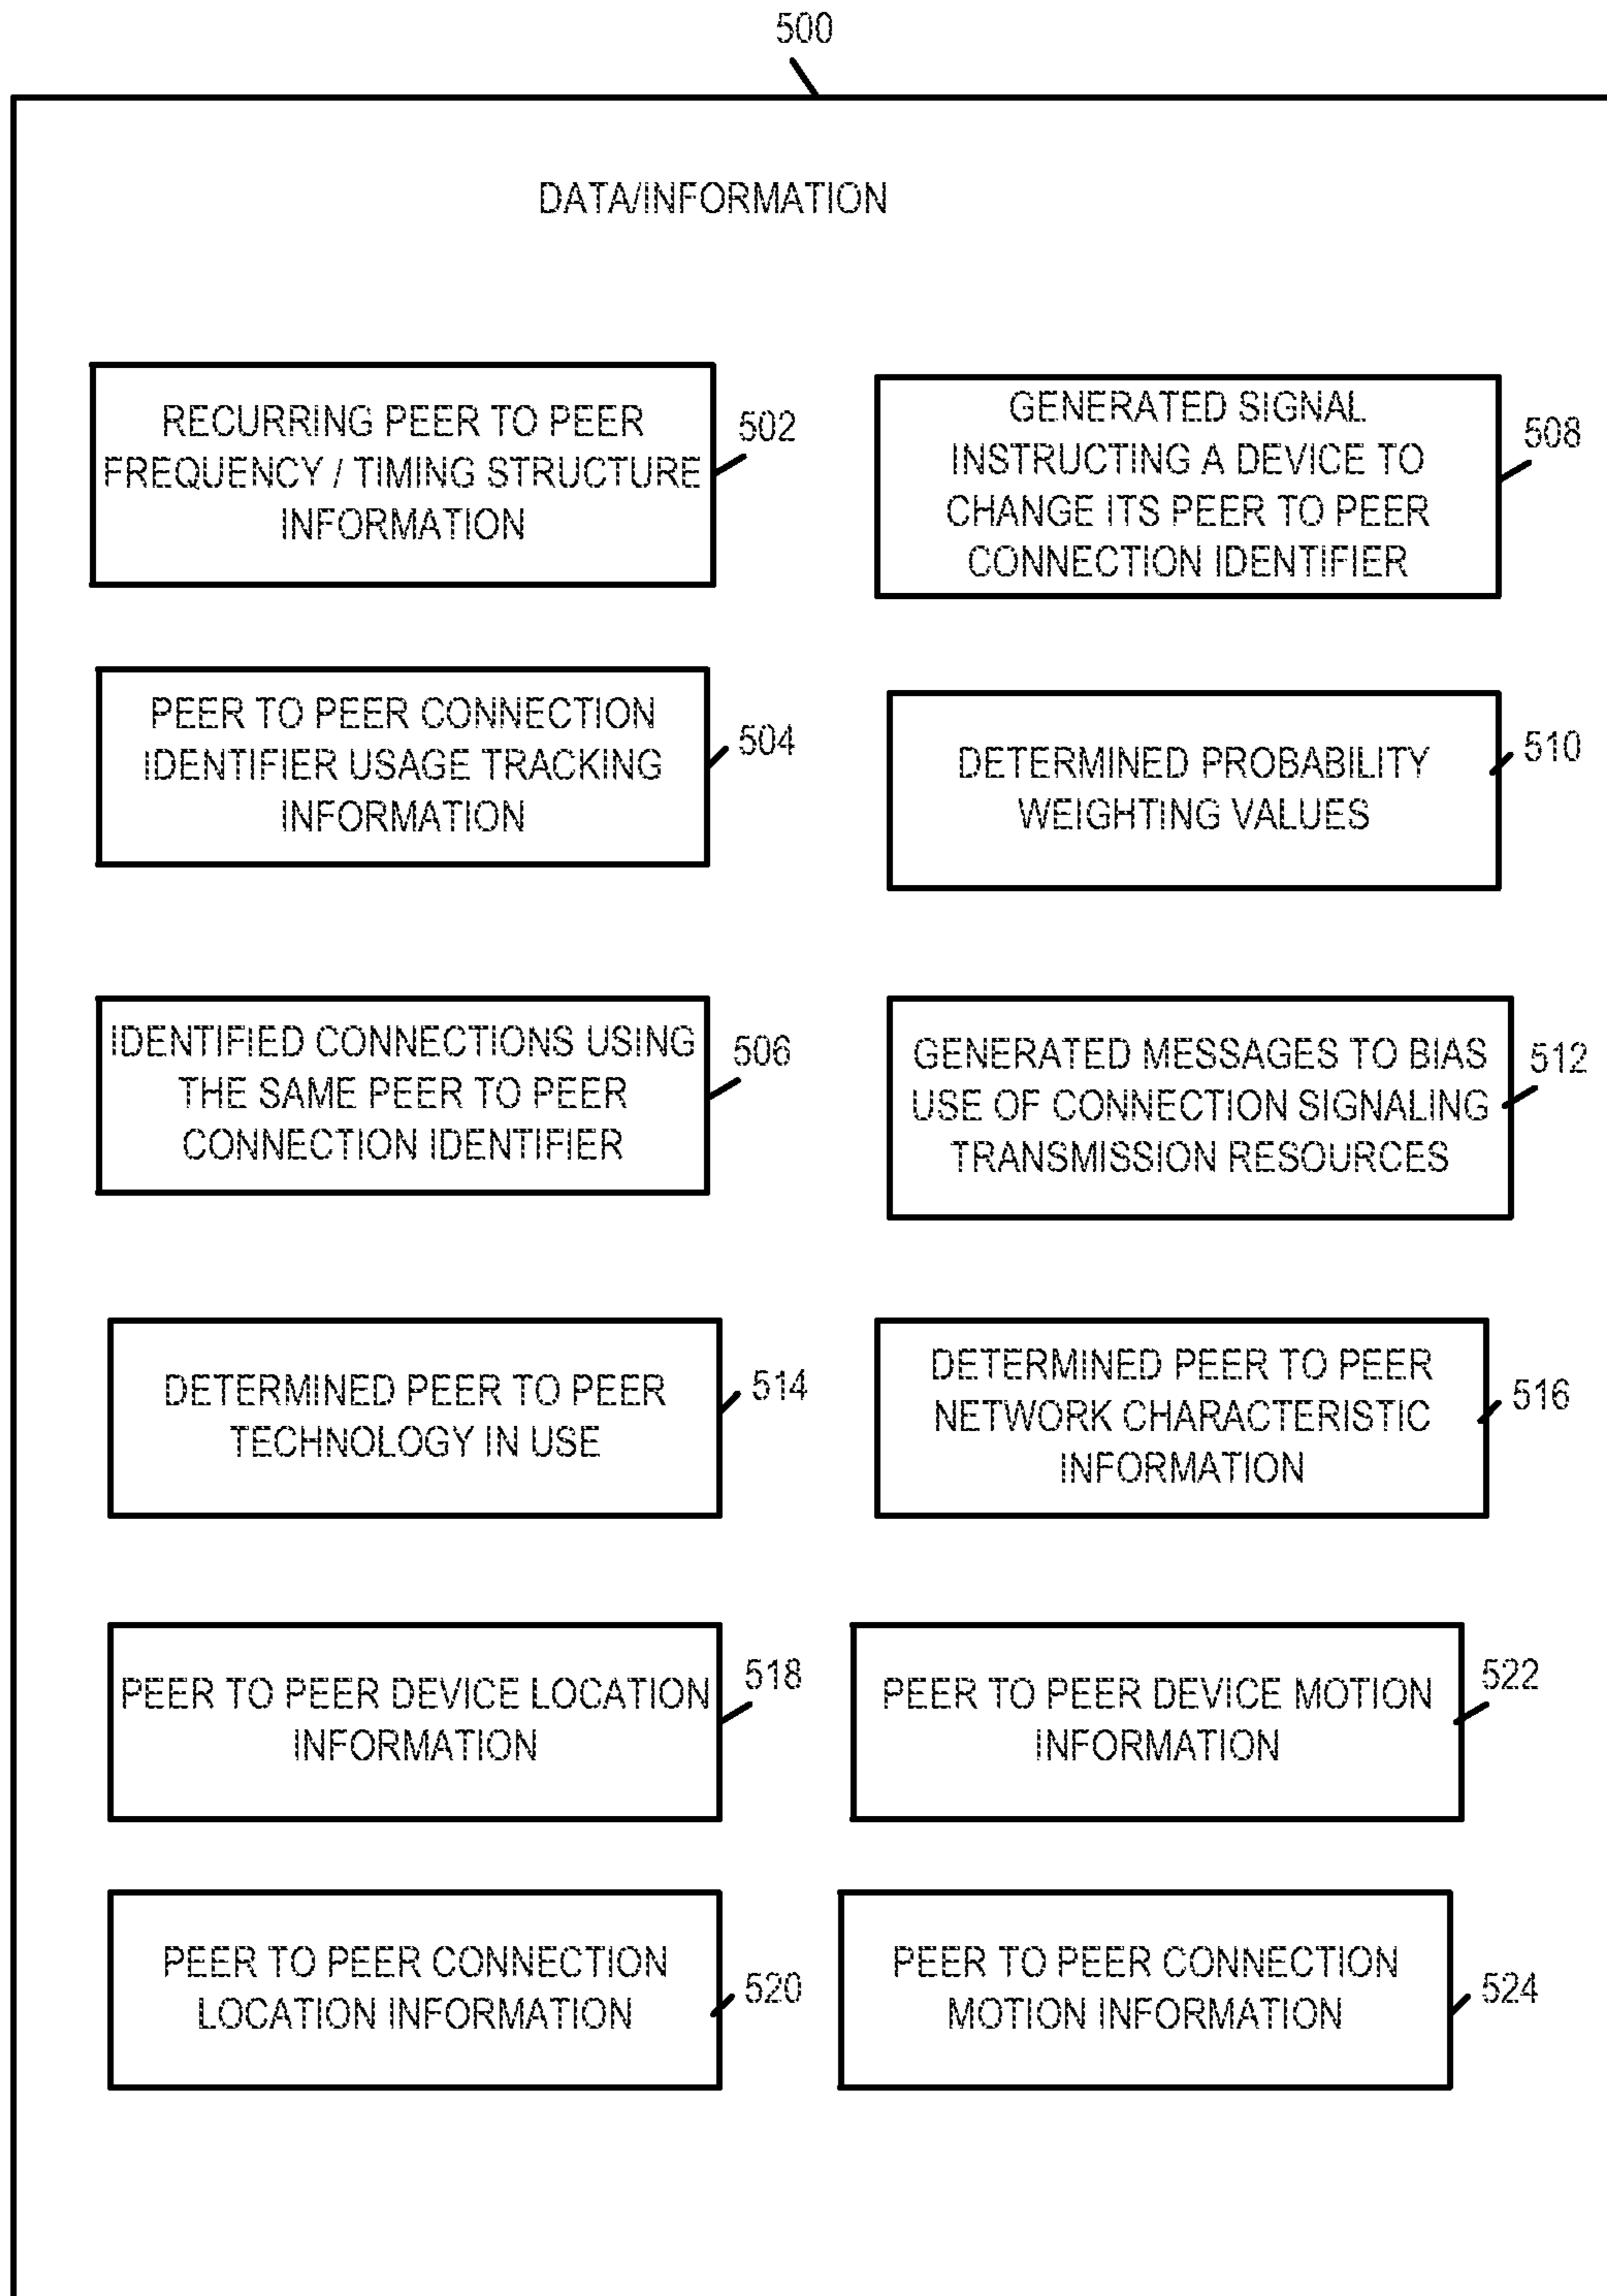 500
DATA/INFORMATION
RECURRING PEER TO PEER
FREQUENCY / TIMING STRUCTURE
INFORMATION
502
GENERATED SIGNAL
INSTRUCTING A DEVICE TO
CHANGE ITS PEER TO PEER
CONNECTION IDENTIFIER
508
PEER TO PEER CONNECTION
IDENTIFIER USAGE TRACKING
INFORMATION
504
DETERMINED PROBABILITY
WEIGHTING VALUES
510
IDENTIFIED CONNECTIONS USING
THE SAME PEER TO PEER
CONNECTION IDENTIFIER
506
GENERATED MESSAGES TO BIAS
USE OF CONNECTION SIGNALING
TRANSMISSION RESOURCES
512
DETERMINED PEER TO PEER
TECHNOLOGY IN USE
514
DETERMINED PEER TO PEER
NETWORK CHARACTERISTIC
INFORMATION
516
PEER TO PEER DEVICE LOCATION
INFORMATION
518
PEER TO PEER DEVICE MOTION
INFORMATION
522
PEER TO PEER CONNECTION
LOCATION INFORMATION
520
PEER TO PEER CONNECTION
MOTION INFORMATION
524